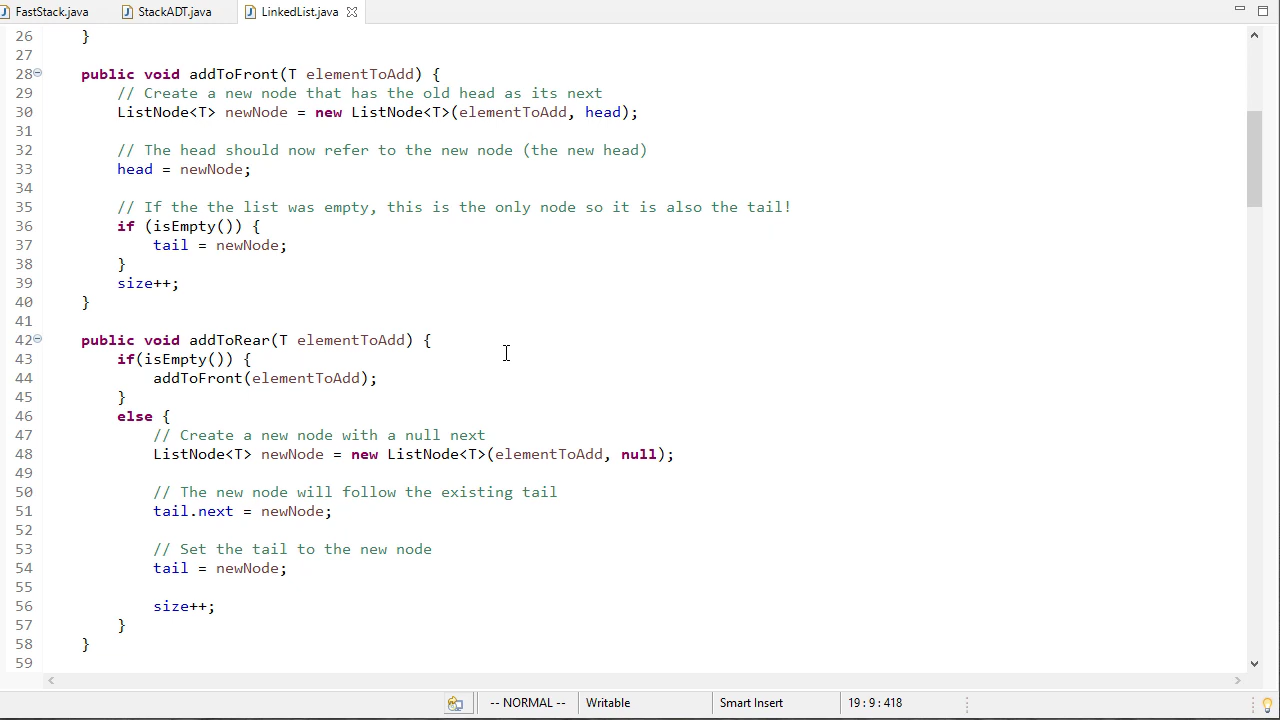 FastStack.java StackADT.java LinkedList.java
26 }
27
28 public void addToFront(T elementToAdd) {
29 // Create a new node that has the old head as its next
30 ListNode<T> newNode = new ListNode<T>(elementToAdd, head);
31
32 // The head should now refer to the new node (the new head)
33 head = newNode;
34
35 // If the the list was empty, this is the only node so it is also the tail!
36 if (isEmpty()) {
37 tail = newNode;
38 }
39 size++;
40 }
41
42 public void addToRear(T elementToAdd) {
43 if(isEmpty()) {
44 addToFront(elementToAdd);
45 }
46 else {
47 // Create a new node with a null next
48 ListNode<T> newNode = new ListNode<T>(elementToAdd, null);
49
50 // The new node will follow the existing tail
51 tail.next = newNode;
52
53 // Set the tail to the new node
54 tail = newNode;
55
56 size++;
57 }
58 }
59
-- NORMAL -- Writable Smart Insert 19 : 9 : 418